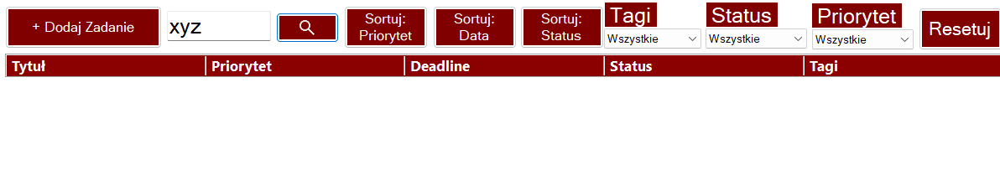 + Dodaj Zadanie
xyz
Sortuj:
Priorytet
Sortuj:
Data
Sortuj:
Status
Tagi
Wszystkie
Status
Wszystkie
Priorytet
Wszystkie
Resetuj
Tytuł
Priorytet
Deadline
Status
Tagi